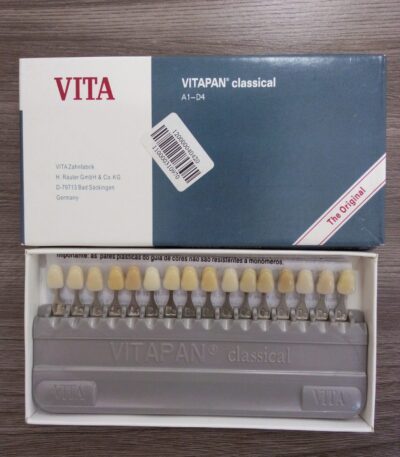 VITA
VITAPAN® classical
A1–D4
VITA Zahnfabrik
H. Rauter GmbH & Co. KG
D-79713 Bad Säckingen
Germany
The Original
Importante: as partes plásticas do guia de cores não são resistentes a monômeros.
VITAPAN® classical
VITA
VITA